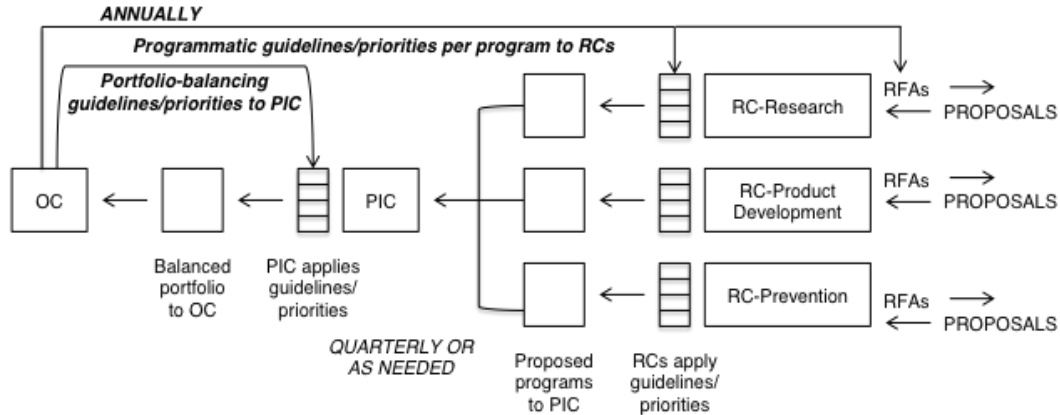 ANNUALLY
Programmatic guidelines/priorities per program to RCs
Portfolio-balancing
guidelines/priorities to PIC
RC-Research
RFAs
PROPOSALS
OC
PIC
RC-Product
Development
RFAs
PROPOSALS
Balanced
portfolio
to OC
PIC applies
guidelines/
priorities
RC-Prevention
RFAs
PROPOSALS
QUARTERLY OR
AS NEEDED
Proposed
programs
to PIC
RCs apply
guidelines/
priorities